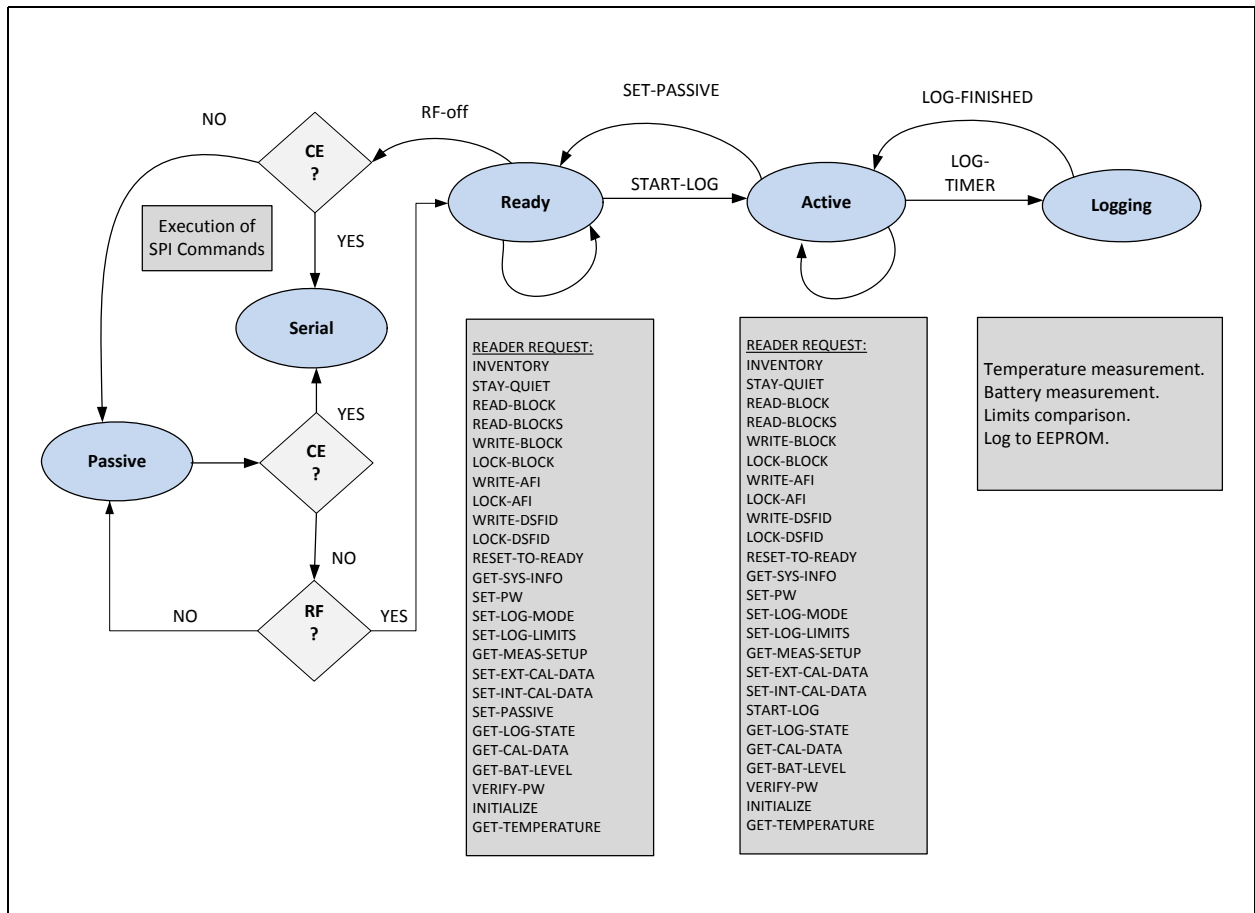 SET-PASSIVE
LOG-FINISHED
NO
RF-off
CE
?
LOG-
TIMER
START-LOG
Ready
Active
Logging
Execution of
SPI Commands
YES
Serial
READER REQUEST:
INVENTORY
STAY-QUIET
READ-BLOCK
READ-BLOCKS
WRITE-BLOCK
LOCK-BLOCK
WRITE-AFI
LOCK-AFI
WRITE-DSFID
LOCK-DSFID
RESET-TO-READY
GET-SYS-INFO
SET-PW
SET-LOG-MODE
SET-LOG-LIMITS
GET-MEAS-SETUP
SET-EXT-CAL-DATA
SET-INT-CAL-DATA
SET-PASSIVE
GET-LOG-STATE
GET-CAL-DATA
GET-BAT-LEVEL
VERIFY-PW
INITIALIZE
GET-TEMPERATURE
READER REQUEST:
INVENTORY
STAY-QUIET
READ-BLOCK
READ-BLOCKS
WRITE-BLOCK
LOCK-BLOCK
WRITE-AFI
LOCK-AFI
WRITE-DSFID
LOCK-DSFID
RESET-TO-READY
GET-SYS-INFO
SET-PW
SET-LOG-MODE
SET-LOG-LIMITS
GET-MEAS-SETUP
SET-EXT-CAL-DATA
SET-INT-CAL-DATA
START-LOG
GET-LOG-STATE
GET-CAL-DATA
GET-BAT-LEVEL
VERIFY-PW
INITIALIZE
GET-TEMPERATURE
Temperature measurement.
Battery measurement.
Limits comparison.
Log to EEPROM.
YES
Passive
CE
?
NO
NO
RF
?
YES